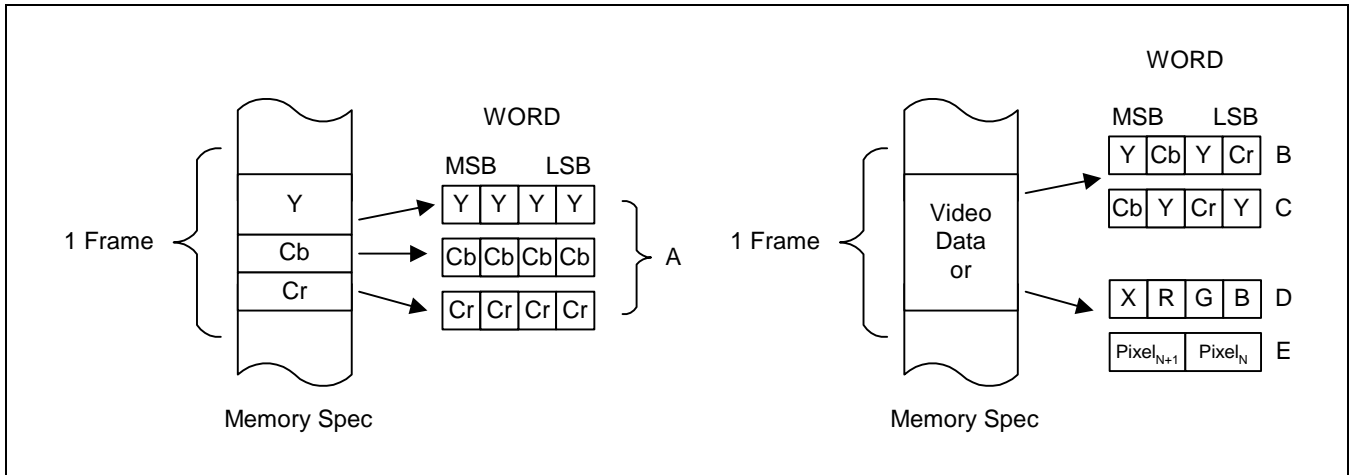 WORD
MSB LSB
Y Y Y Y
Cb Cb Cb Cb
Cr Cr Cr Cr
A
1 Frame
Y
Cb
Cr
Memory Spec
WORD
MSB LSB
Y Cb Y Cr B
Cb Y Cr Y C
X R G B D
PixelN+1 PixelN E
1 Frame
Video
Data
or
Memory Spec